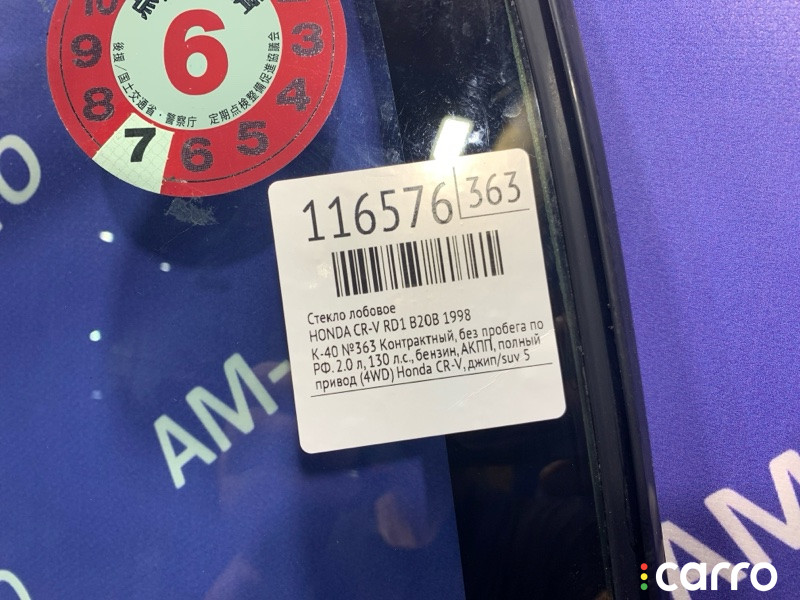 10
9
8
7
6
5
4
3
6
後援/国土交通省・警察庁 定期点検整備促進協議会
116576
363
Стекло лобовое
HONDA CR-V RD1 B20B 1998
К-40 №363 Контрактный, без пробега по
РФ. 2.0 л, 130 л.с., бензин, АКПП, полный
привод (4WD) Honda CR-V, джип/suv 5
AM-
AM
carro